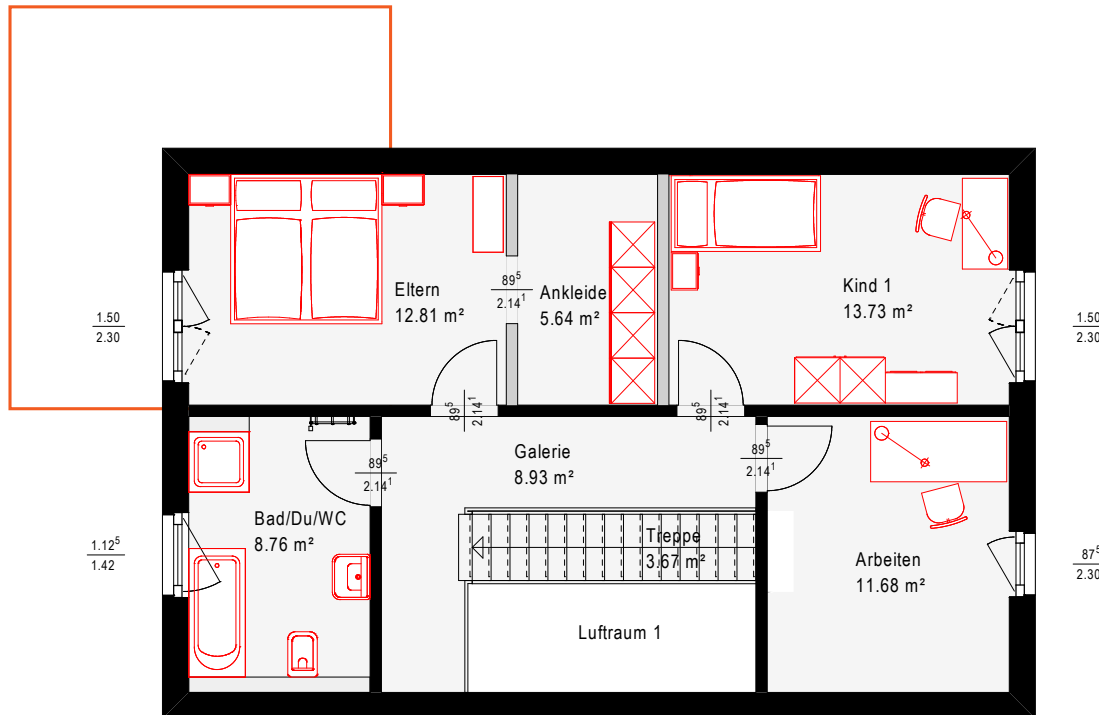 Eltern
12.81 m²
89⁵
2.14¹
Ankleide
5.64 m²
Kind 1
13.73 m²
1.50
2.30
1.50
2.30
89⁵
2.14¹
89⁵
2.14¹
Galerie
8.93 m²
89⁵
2.14¹
89⁵
2.14¹
Bad/Du/WC
8.76 m²
1.12⁵
1.42
Treppe
3.67 m²
Arbeiten
11.68 m²
87⁵
2.30
Luftraum 1